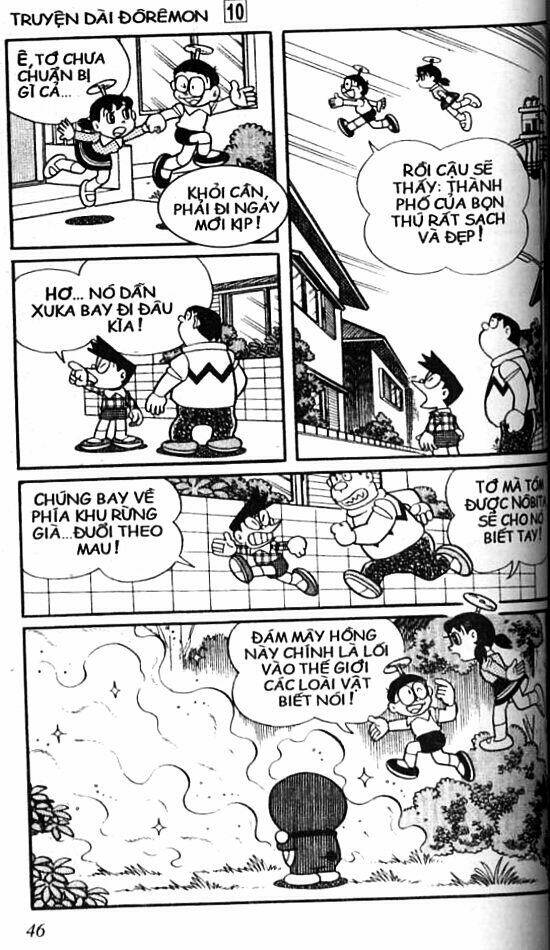 TRUYỆN DÀI ĐÔRÊMON 10
Ê, TỚ CHƯA
CHUẨN BỊ
GÌ CẢ...
KHỎI CẦN,
PHẢI ĐI NGAY
MỚI KỊP!
RỒI CẬU SẼ
THẤY: THÀNH
PHỐ CỦA BỌN
THÚ RẤT SẠCH
VÀ ĐẸP!
HƠ... NÓ DẪN
XUKA BAY ĐI ĐÂU
KÌA!
CHÚNG BAY VỀ
PHÍA KHU RỪNG
GIÀ...ĐUỔI THEO
MAU!
TỚ MÀ TÓM
ĐƯỢC NÔBITA
SẼ CHO NÓ
BIẾT TAY!
ĐÁM MÂY HỒNG
NÀY CHÍNH LÀ LỐI
VÀO THẾ GIỚI
CÁC LOÀI VẬT
BIẾT NÓI!
46